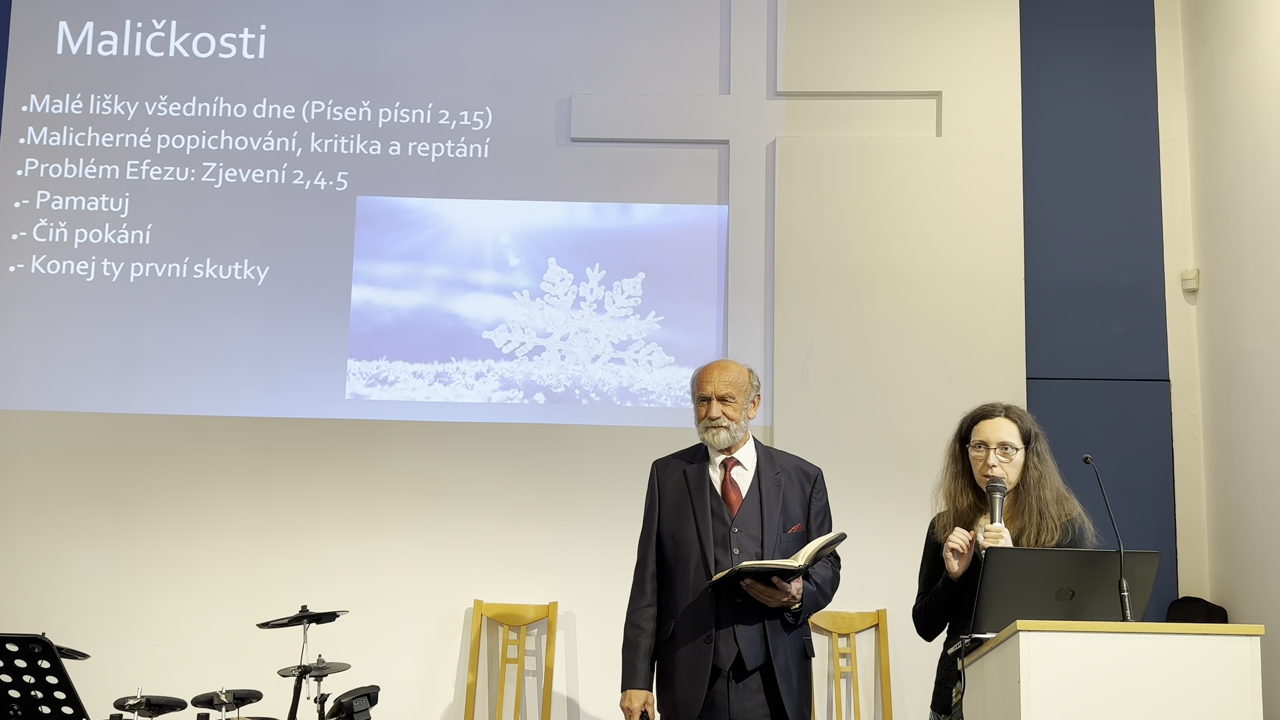 Maličkosti
•Malé lišky všedního dne (Píseň písní 2,15)
•Malicherné popichování, kritika a reptání
•Problém Efezu: Zjevení 2,4.5
•- Pamatuj
•- Čiň pokání
•- Konej ty první skutky